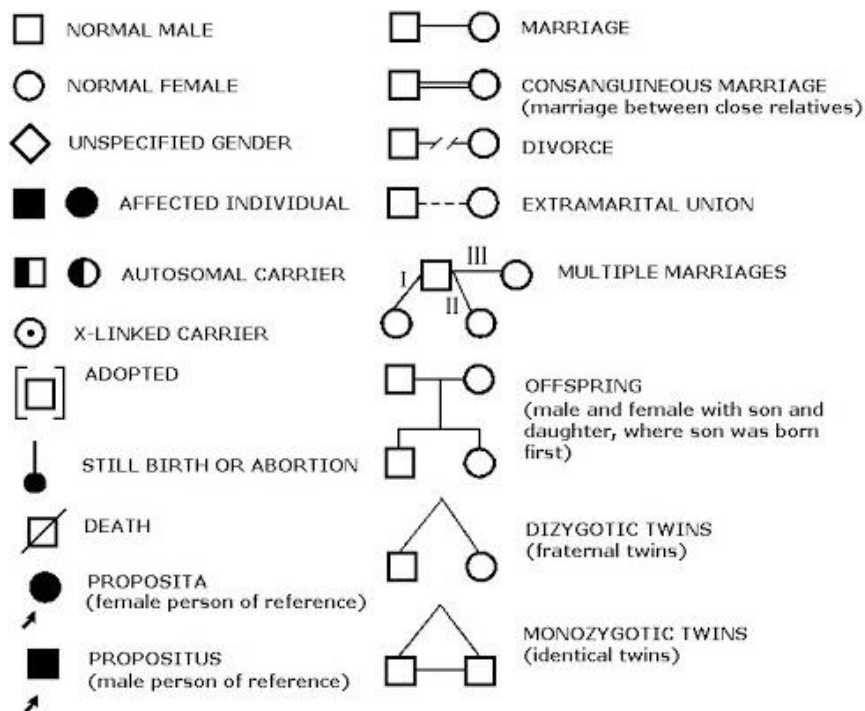 NORMAL MALE
NORMAL FEMALE
UNSPECIFIED GENDER
AFFECTED INDIVIDUAL
AUTOSOMAL CARRIER
X-LINKED CARRIER
ADOPTED
STILL BIRTH OR ABORTION
DEATH
PROPOSITA
(female person of reference)
PROPOSITUS
(male person of reference)
MARRIAGE
CONSANGUINEOUS MARRIAGE
(marriage between close relatives)
DIVORCE
EXTRAMARITAL UNION
III
I
II
MULTIPLE MARRIAGES
OFFSPRING
(male and female with son and
daughter, where son was born
first)
DIZYGOTIC TWINS
(fraternal twins)
MONOZYGOTIC TWINS
(identical twins)